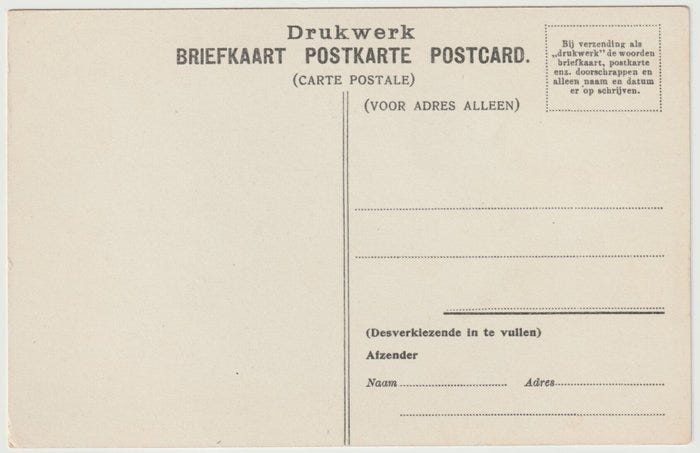 Drukwerk
BRIEFKAART POSTKARTE POSTCARD.
(CARTE POSTALE)
(VOOR ADRES ALLEEN)
Bij verzending als
„drukwerk” de woorden
briefkaart, postkarte
enz. doorschrappen en
alleen naam en datum
er op schrijven.
(Desverkiezende in te vullen)
Afzender
Naam Adres